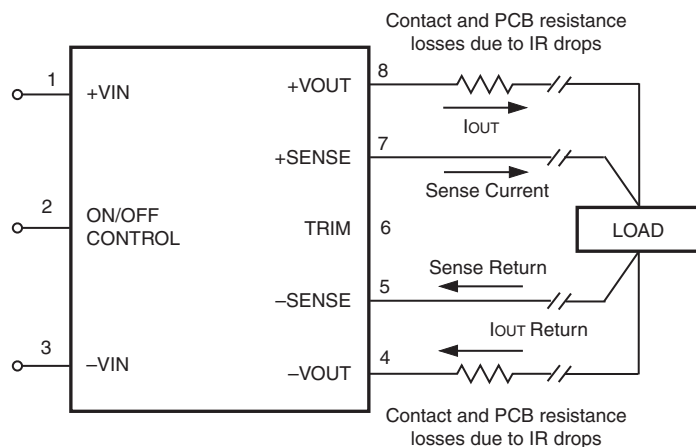 Contact and PCB resistance
losses due to IR drops
1
+VIN
+VOUT
8
IOUT
7
+SENSE
Sense Current
2
ON/OFF
CONTROL
TRIM
6
LOAD
Sense Return
5
–SENSE
IOUT Return
3
–VIN
4
–VOUT
Contact and PCB resistance
losses due to IR drops